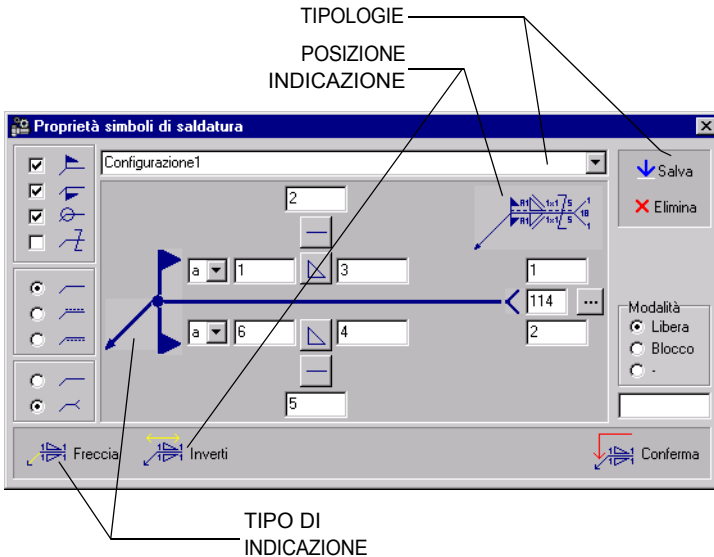 TIPOLOGIE
POSIZIONE
INDICAZIONE
Proprietà simboli di saldatura
Configurazione1
Salva
Elimina
2
a 1 3
1
114 ...
a 6 4
2
5
Modalità
Libera
Blocco
-
Freccia
Inverti
Conferma
TIPO DI
INDICAZIONE